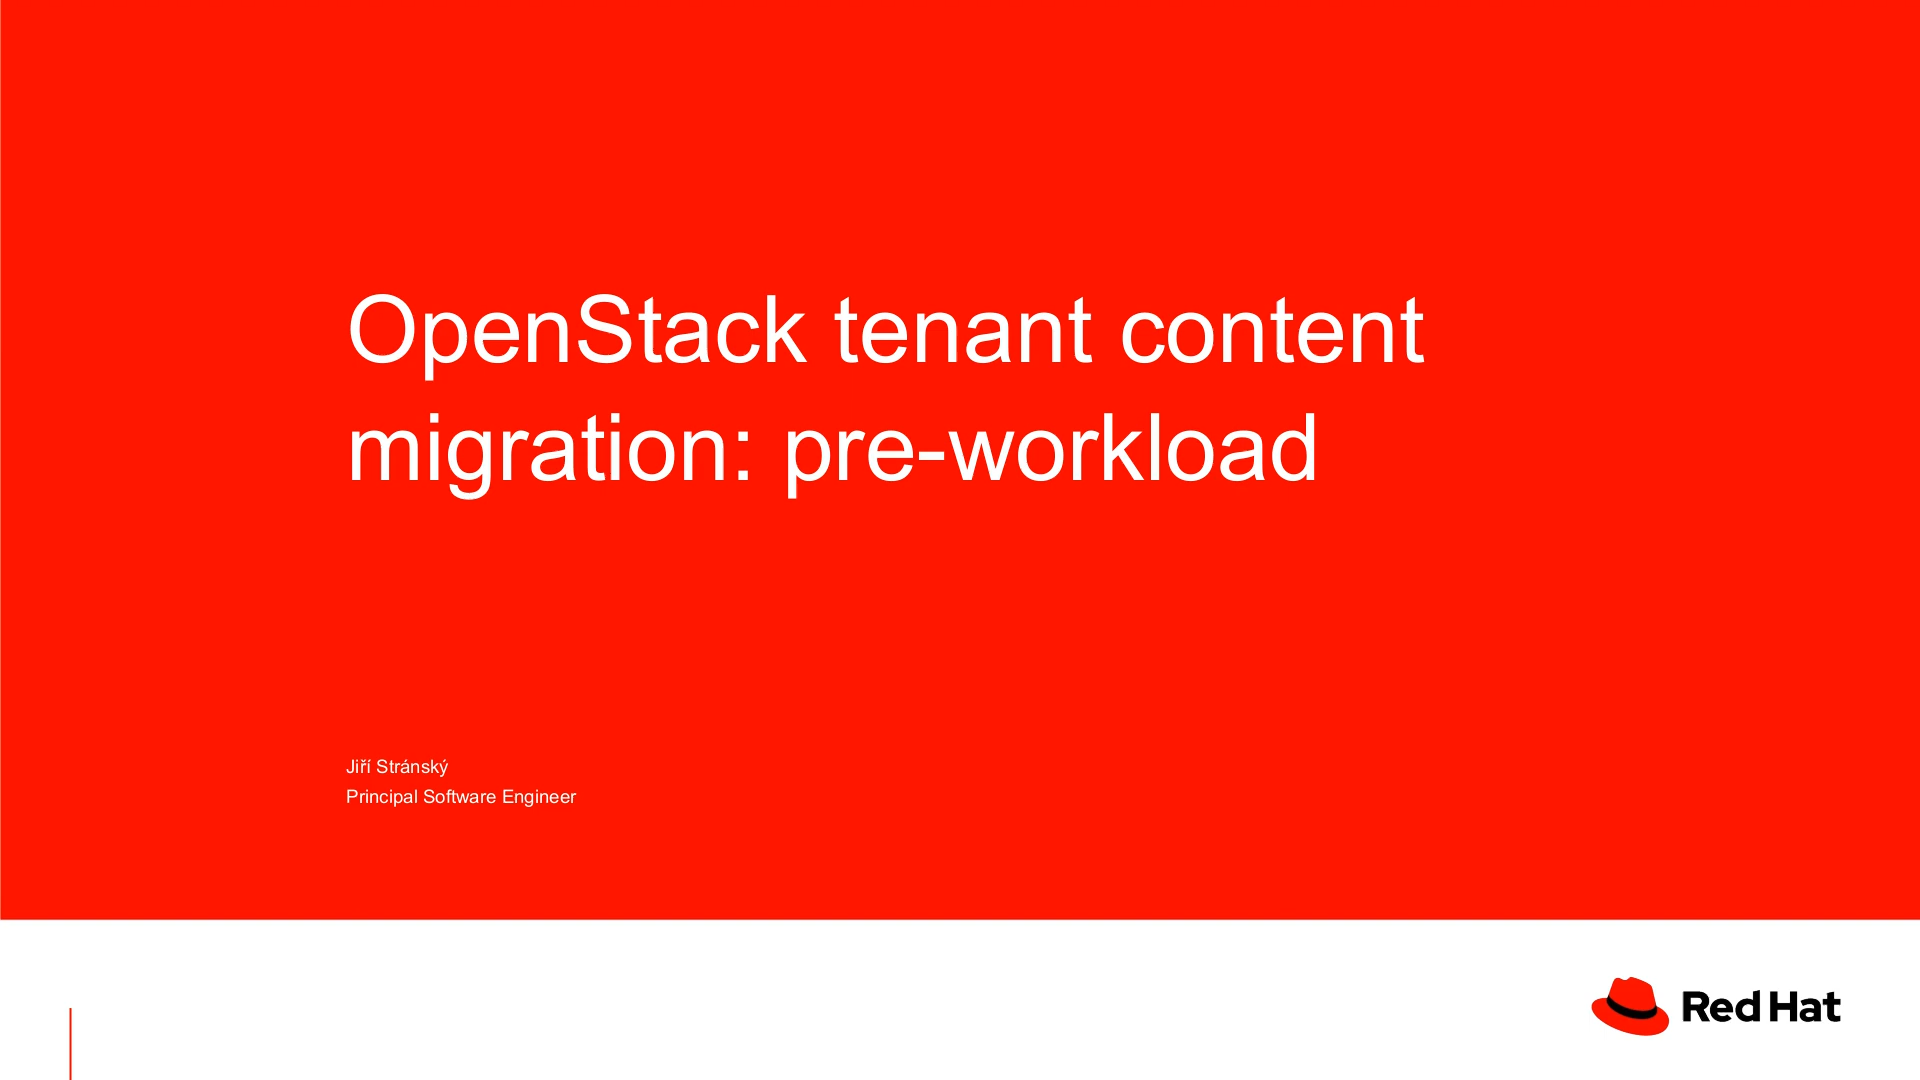 OpenStack tenant content
migration: pre-workload
Jiří Stránský
Principal Software Engineer
Red Hat